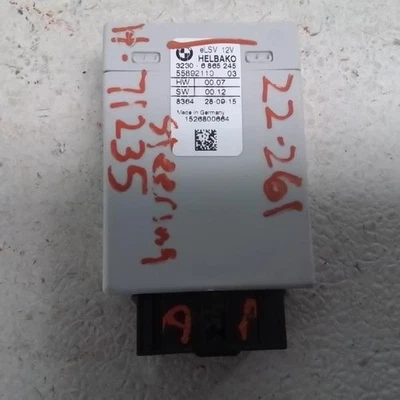 eLSV 12V
HELBAKO
3230 - 6 865 245
55892110 03
HW 00.07
SW 00.12
8364 28-09-15
Made in Germany
1526800664
H. 71235
Steering
22-261